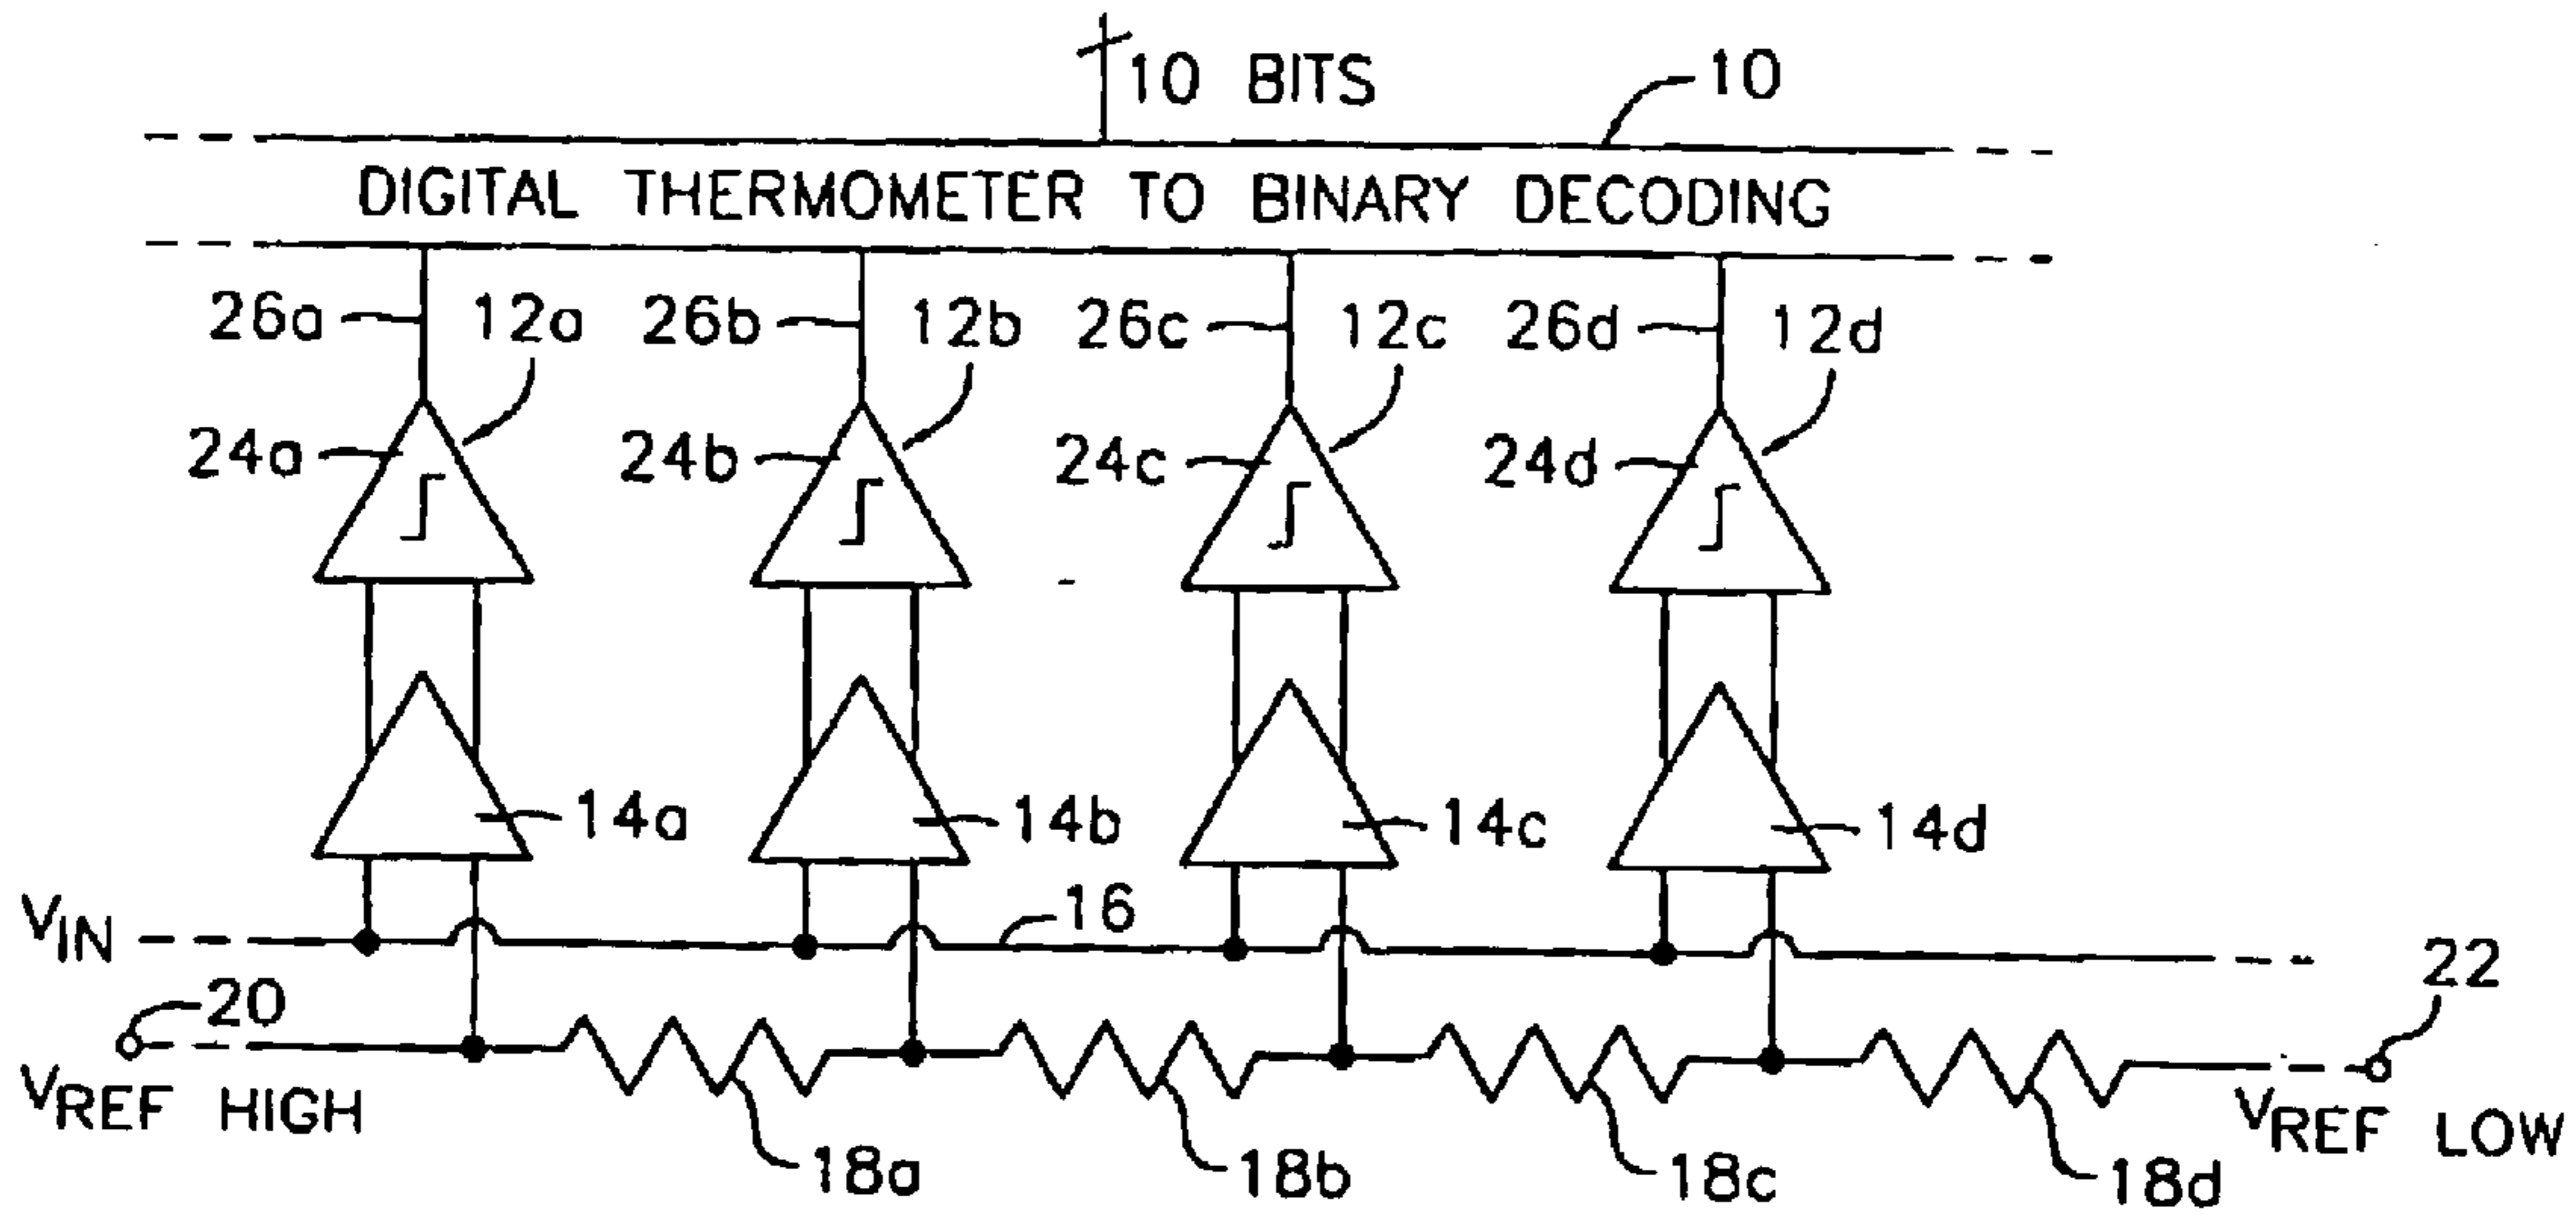 10 BITS
10
DIGITAL THERMOMETER TO BINARY DECODING
26a
12a
26b
12b
26c
12c
26d
12d
24a
24b
24c
24d
14a
14b
14c
14d
VIN
16
20
22
VREF HIGH
VREF LOW
18a
18b
18c
18d